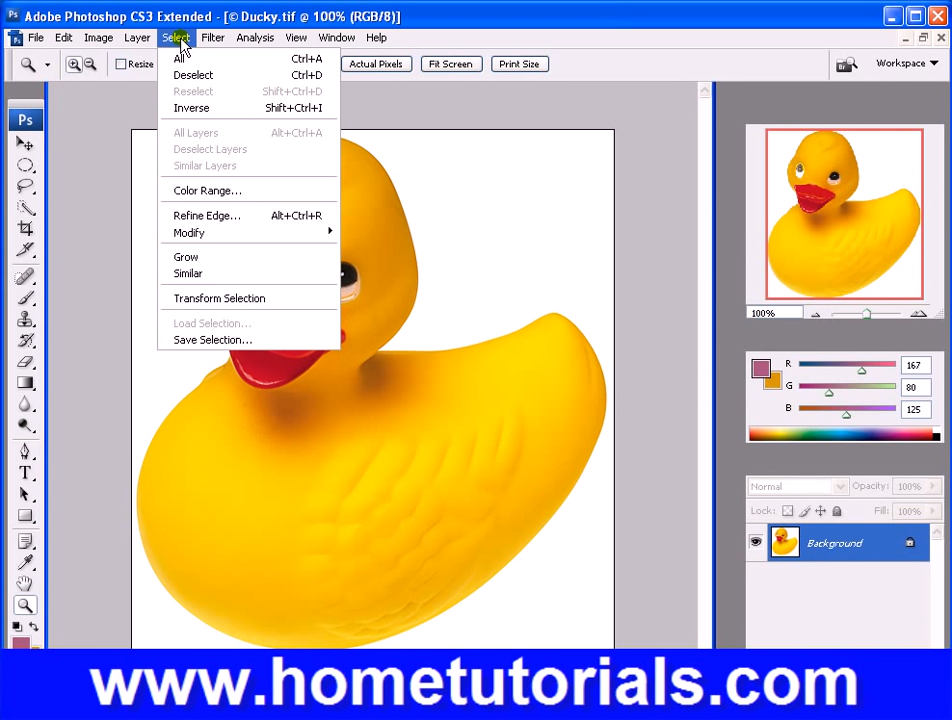 Ps Adobe Photoshop CS3 Extended - [© Ducky.tif @ 100% (RGB/8)]
File Edit Image Layer Select Filter Analysis View Window Help
Resize Actual Pixels Fit Screen Print Size Br Workspace
All Ctrl+A
Deselect Ctrl+D
Reselect Shift+Ctrl+D
Inverse Shift+Ctrl+I
All Layers Alt+Ctrl+A
Deselect Layers
Similar Layers
Color Range...
Refine Edge... Alt+Ctrl+R
Modify
Grow
Similar
Transform Selection
Load Selection...
Save Selection...
Ps
T
100%
R 167
G 80
B 125
Normal Opacity: 100%
Lock: Fill: 100%
Background
www.hometutorials.com